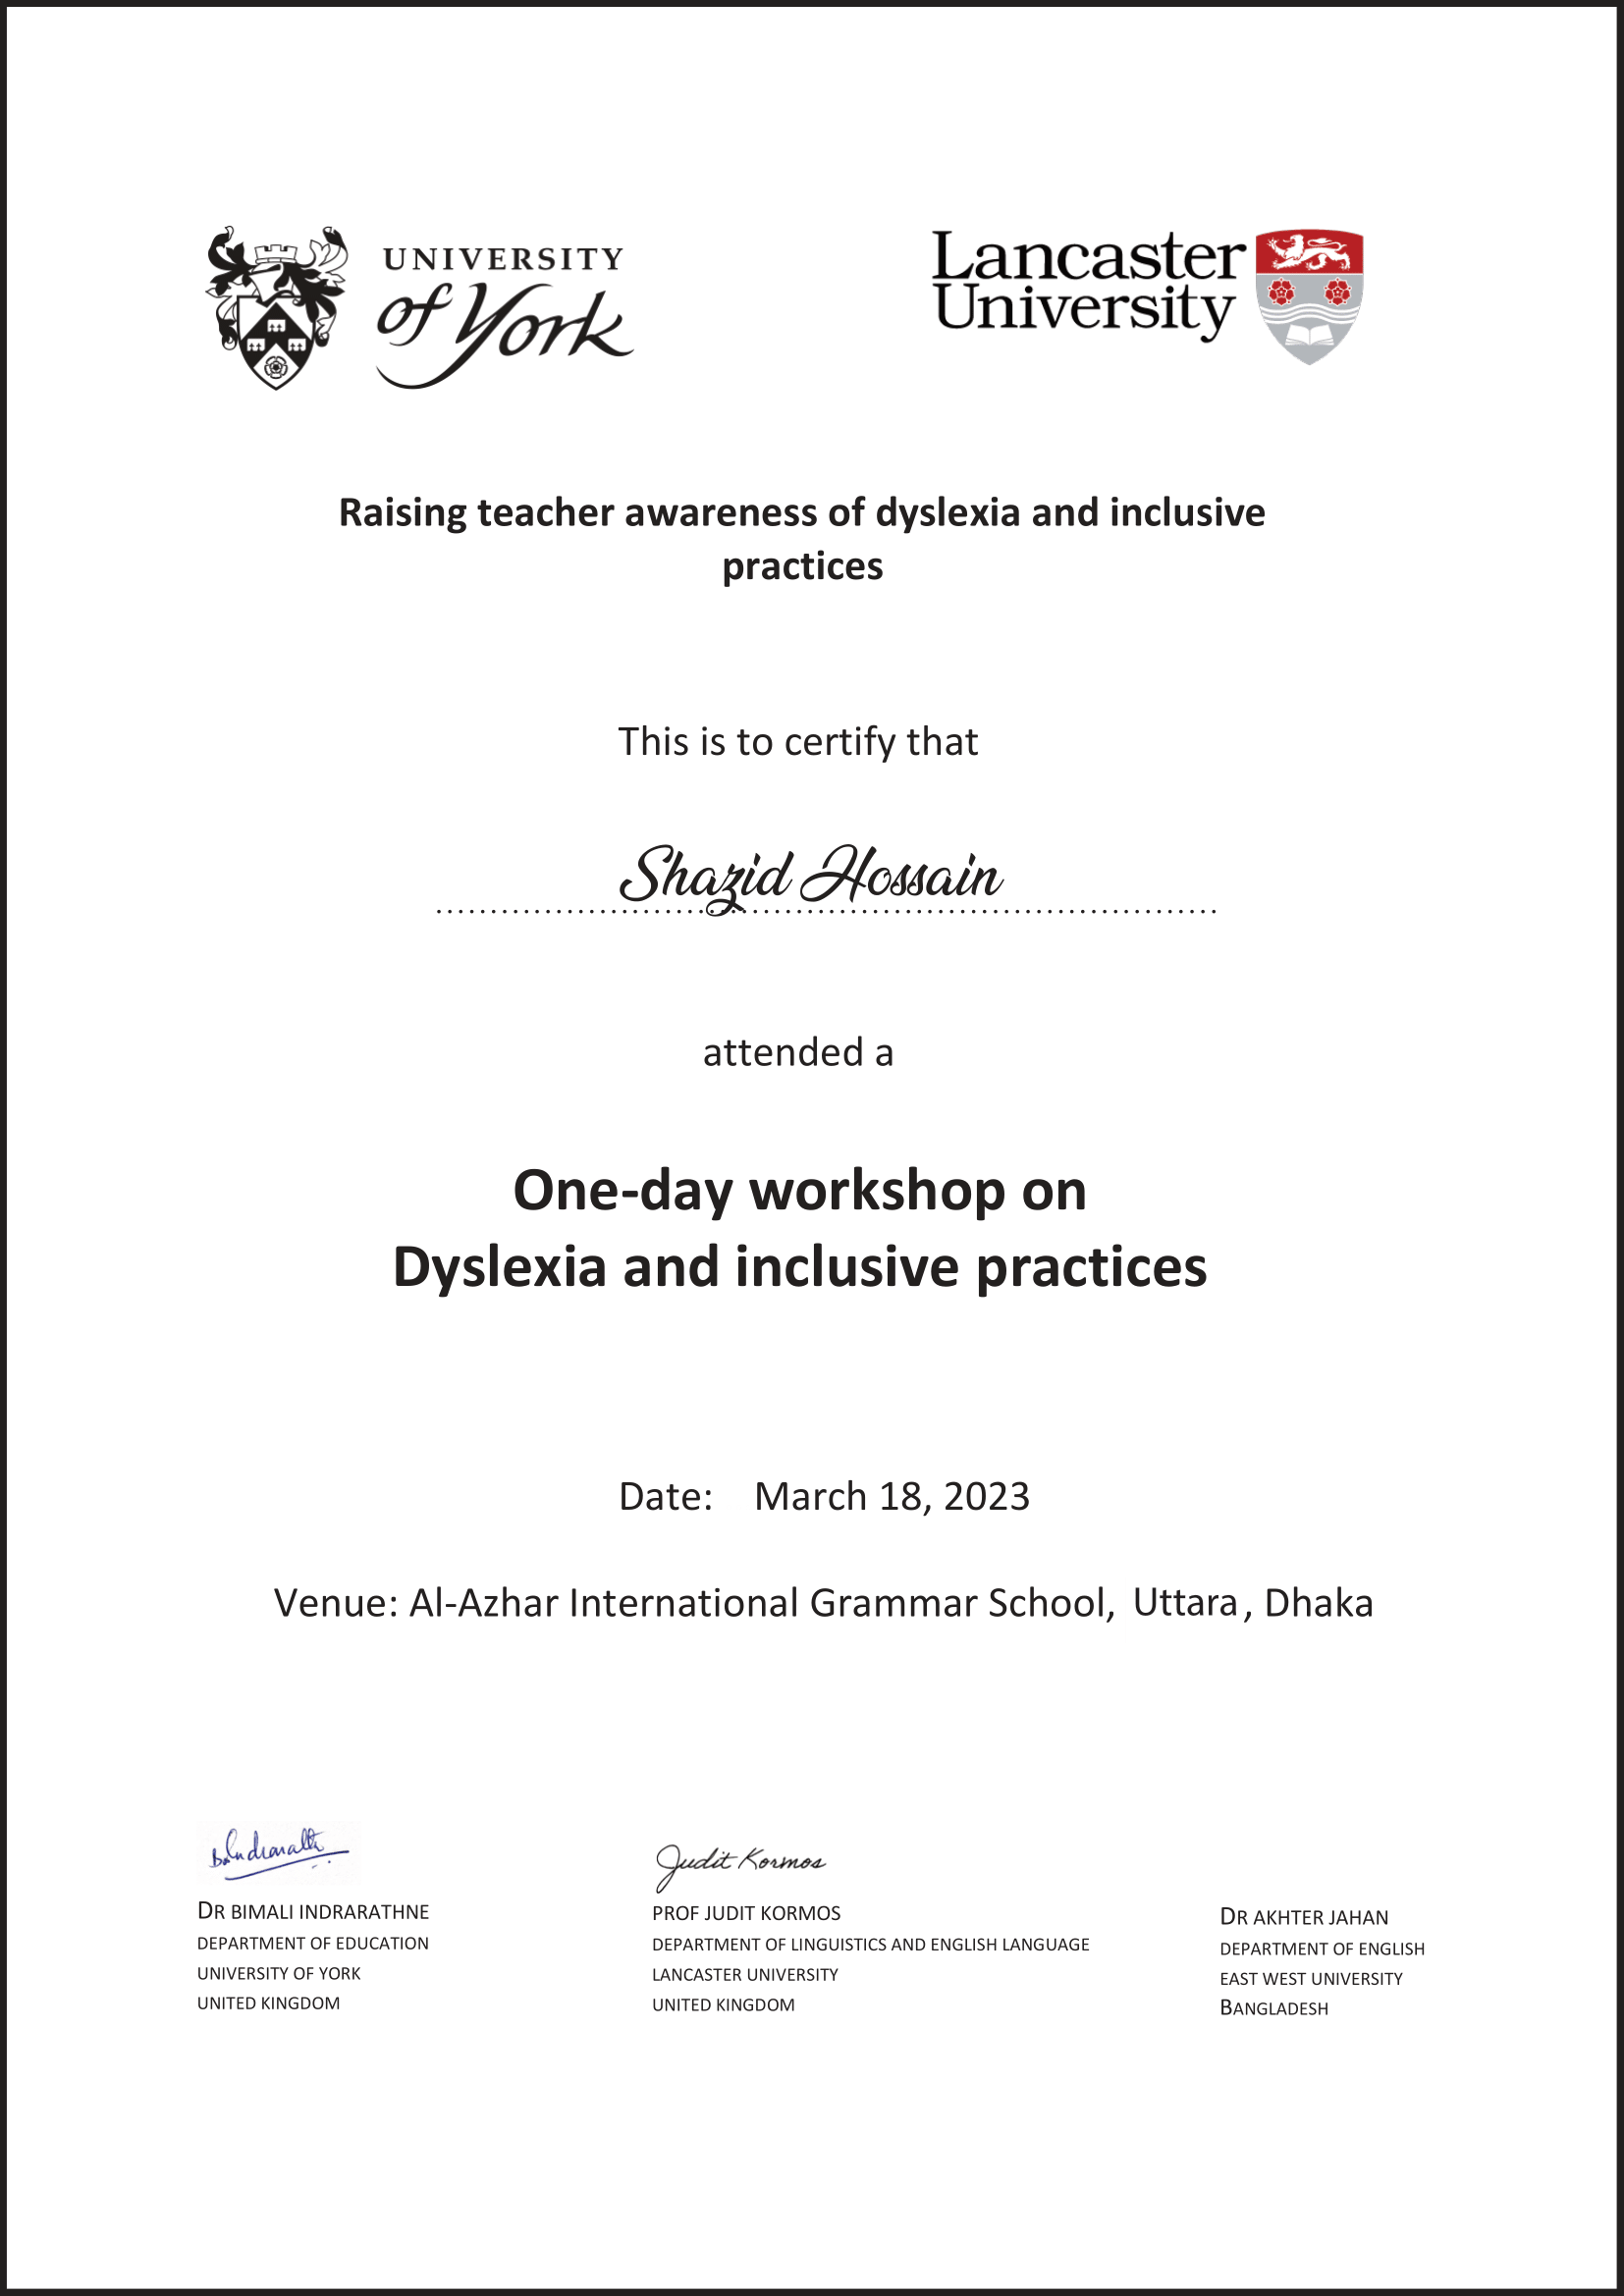 UNIVERSITY
of York
Lancaster
University
Raising teacher awareness of dyslexia and inclusive
practices
This is to certify that
Shazid Hossain
attended a
One-day workshop on
Dyslexia and inclusive practices
Date: March 18, 2023
Venue: Al-Azhar International Grammar School, Uttara, Dhaka
B. Indrarathne
DR BIMALI INDRARATHNE
DEPARTMENT OF EDUCATION
UNIVERSITY OF YORK
UNITED KINGDOM
Judit Kormos
PROF JUDIT KORMOS
DEPARTMENT OF LINGUISTICS AND ENGLISH LANGUAGE
LANCASTER UNIVERSITY
UNITED KINGDOM
DR AKHTER JAHAN
DEPARTMENT OF ENGLISH
EAST WEST UNIVERSITY
BANGLADESH